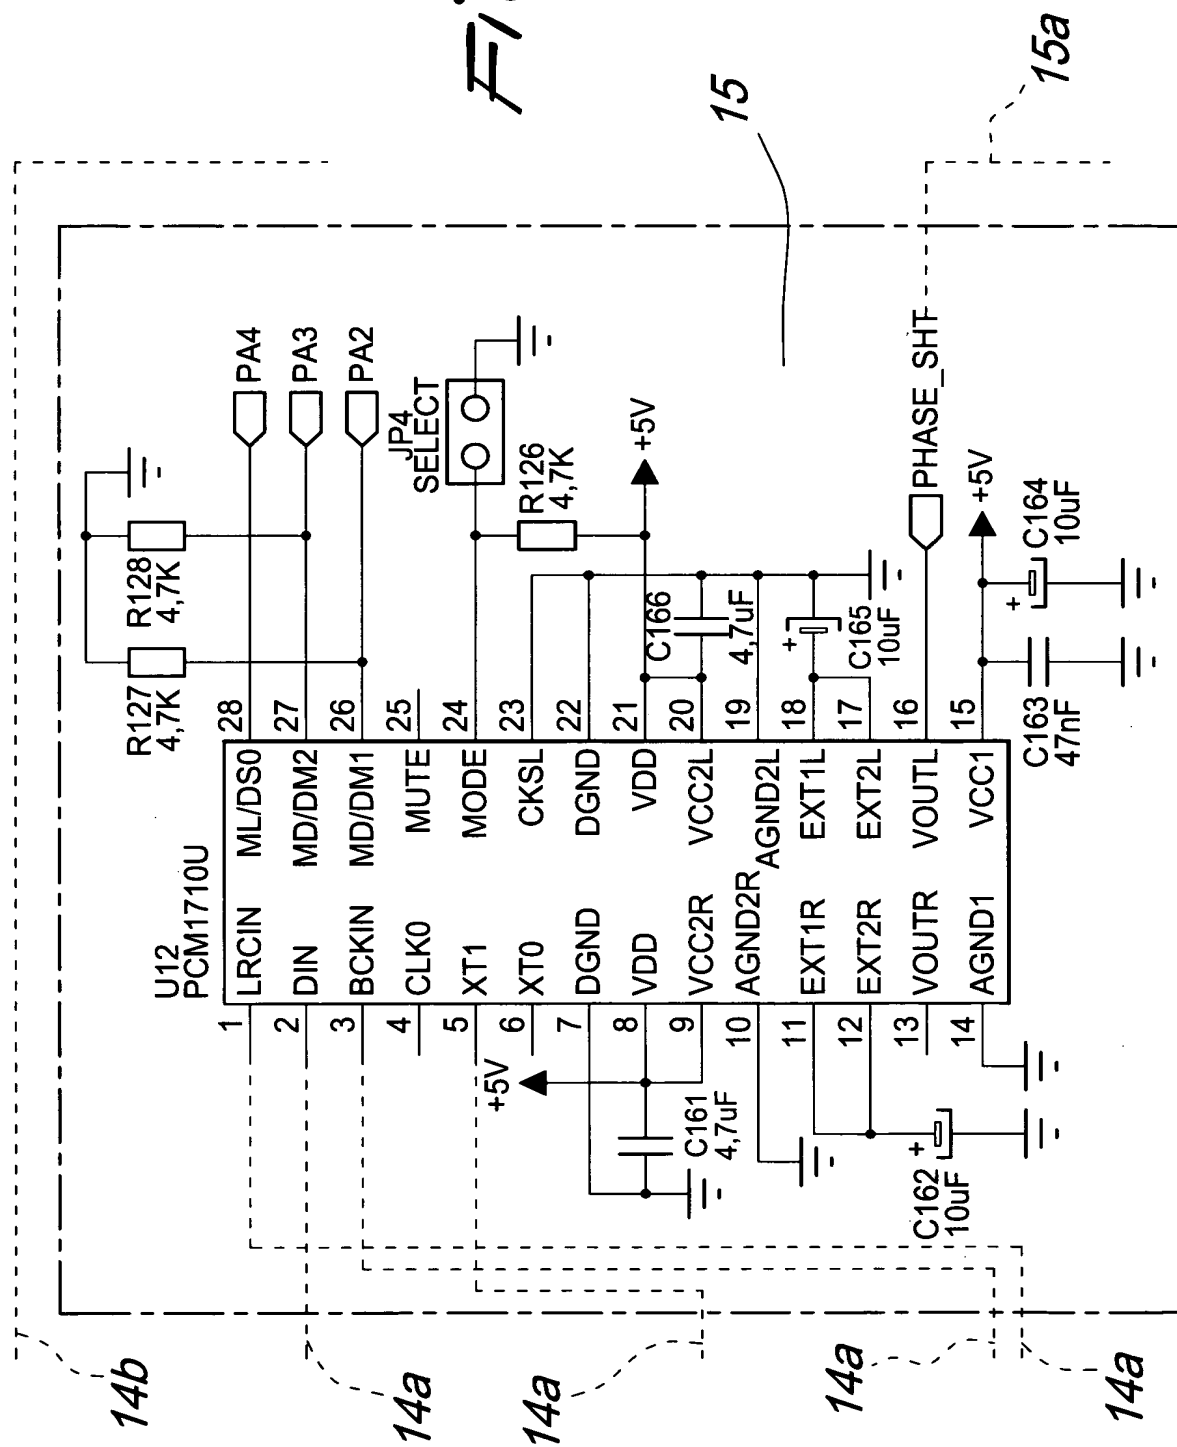 Fi
15
15a
14b
14a
14a
14a
14a
U12
PCM1710U
1 LRCIN
2 DIN
3 BCKIN
4 CLK0
5 XT1
6 XT0
7 DGND
8 VDD
9 VCC2R
10 AGND2R
11 EXT1R
12 EXT2R
13 VOUTR
14 AGND1
ML/DS0 28
MD/DM2 27
MD/DM1 26
MUTE 25
MODE 24
CKSL 23
DGND 22
VDD 21
VCC2L 20
AGND2L 19
EXT1L 18
EXT2L 17
VOUTL 16
VCC1 15
R127
4,7K
R128
4,7K
PA4
PA3
PA2
JP4
SELECT
R126
4,7K
+5V
C166
4,7uF
+
C165
10uF
PHASE_SHT
+5V
C163
47nF
+
C164
10uF
+5V
C161
4,7uF
+
C162
10uF